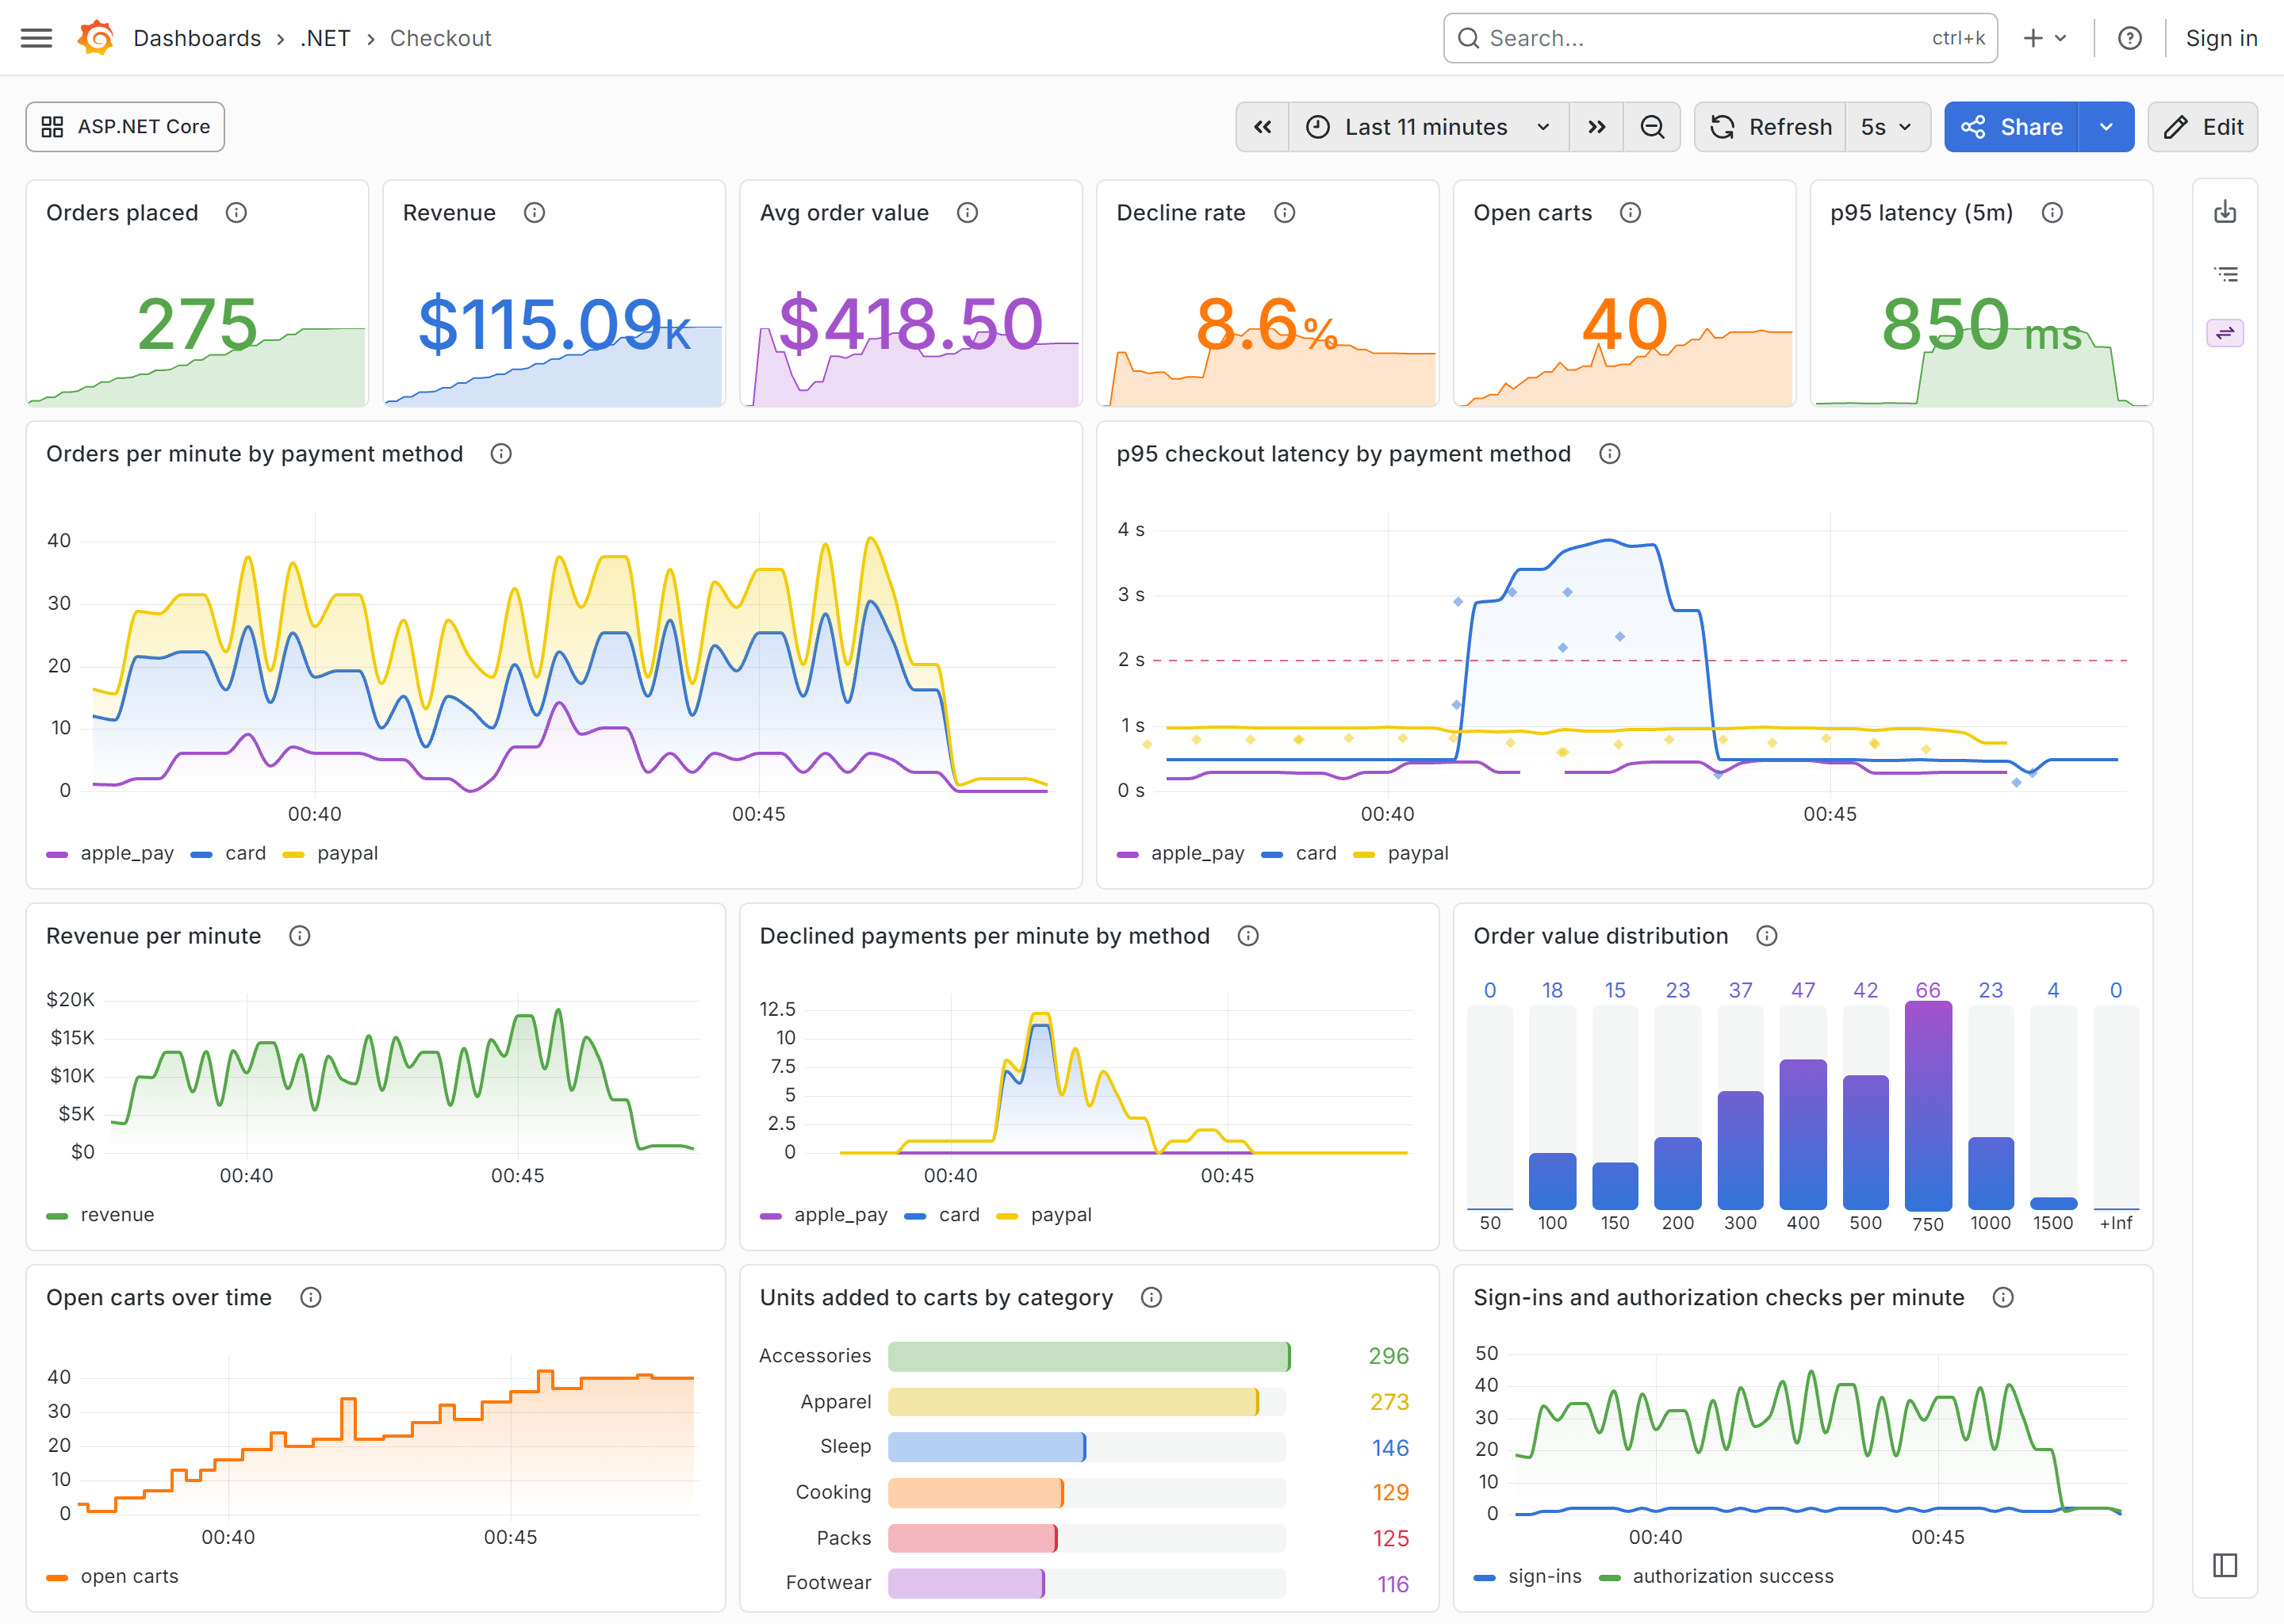 Dashboards › .NET › Checkout
Search... ctrl+k
Sign in
ASP.NET Core
Last 11 minutes
Refresh 5s
Share
Edit
Orders placed
275
Revenue
$115.09K
Avg order value
$418.50
Decline rate
8.6%
Open carts
40
p95 latency (5m)
850 ms
Orders per minute by payment method
40
30
20
10
0
00:40 00:45
apple_pay card paypal
p95 checkout latency by payment method
4 s
3 s
2 s
1 s
0 s
00:40 00:45
apple_pay card paypal
Revenue per minute
$20K
$15K
$10K
$5K
$0
00:40 00:45
revenue
Declined payments per minute by method
12.5
10
7.5
5
2.5
0
00:40 00:45
apple_pay card paypal
Order value distribution
0 18 15 23 37 47 42 66 23 4 0
50 100 150 200 300 400 500 750 1000 1500 +Inf
Open carts over time
40
30
20
10
0
00:40 00:45
open carts
Units added to carts by category
Accessories 296
Apparel 273
Sleep 146
Cooking 129
Packs 125
Footwear 116
Sign-ins and authorization checks per minute
50
40
30
20
10
0
00:40 00:45
sign-ins authorization success